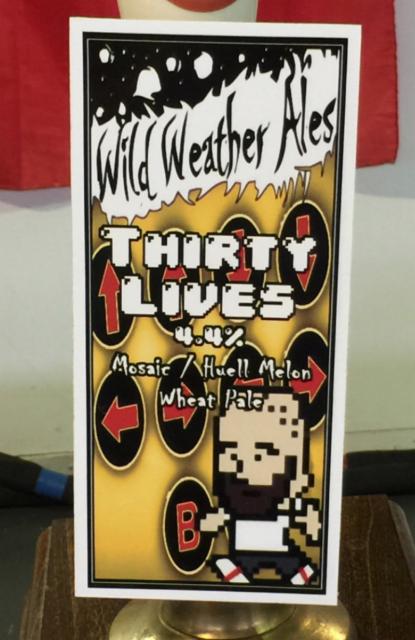 Wild Weather Ales
THIRTY
LIVES
4.4%
Mosaic / Huell Melon
Wheat Pale
B